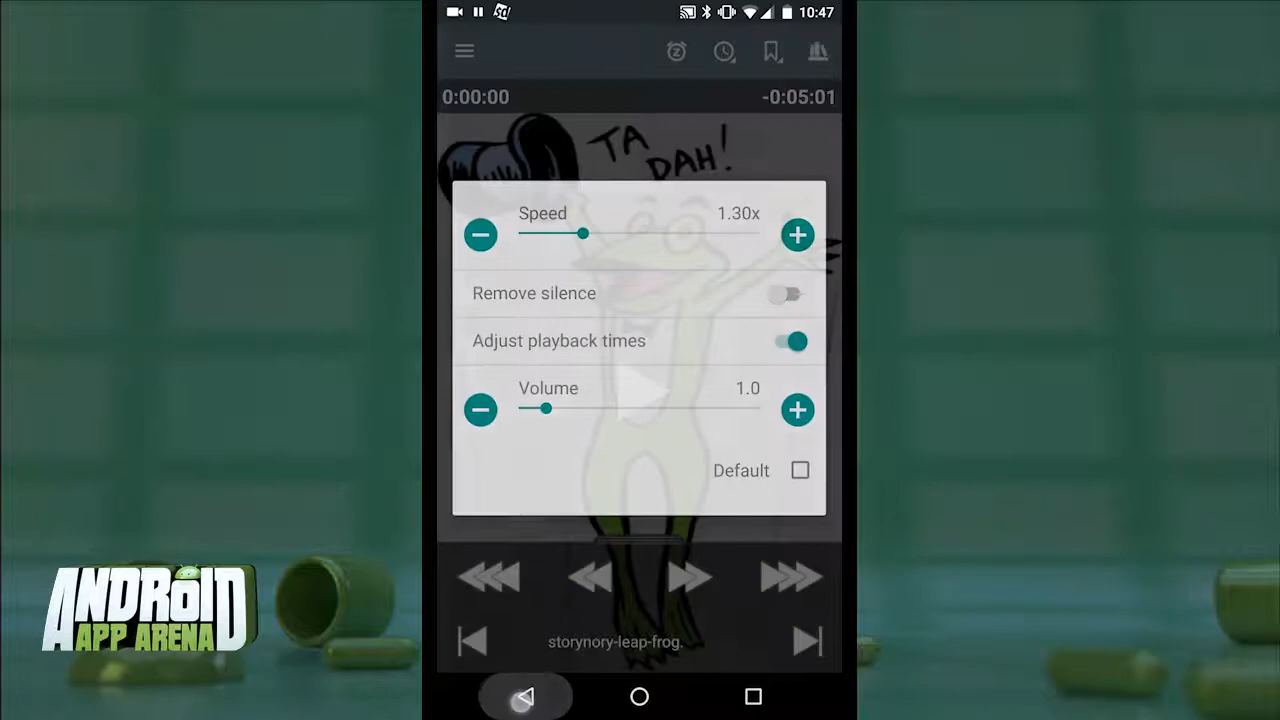 10:47
0:00:00 -0:05:01
TA DAH!
Speed 1.30x
Remove silence
Adjust playback times
Volume 1.0
Default
storynory-leap-frog.
ANDROID
APP ARENA